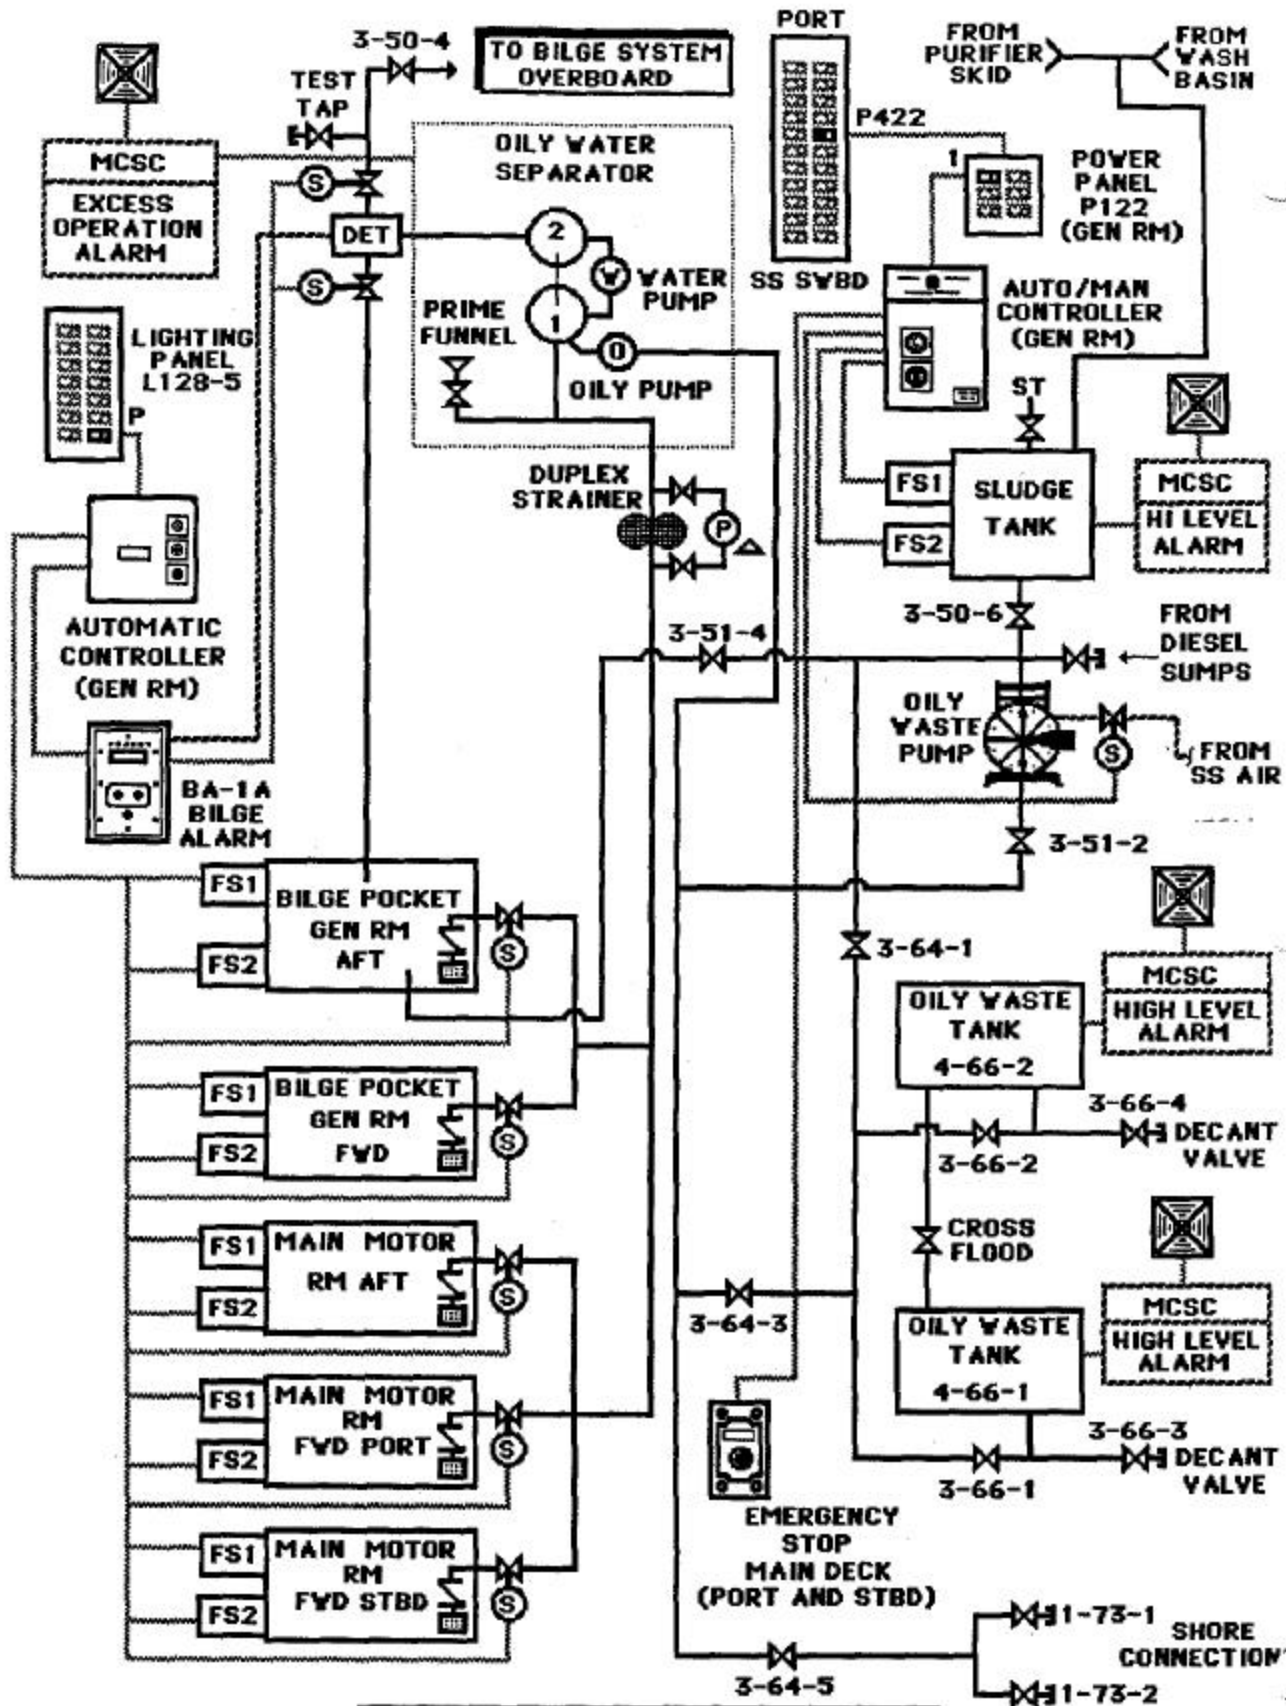 3-50-4
TO BILGE SYSTEM
OVERBOARD
TEST
TAP
PORT
FROM
PURIFIER
SKID
FROM
WASH
BASIN
MCSC
EXCESS
OPERATION
ALARM
S
DET
S
OILY WATER
SEPARATOR
2
W
WATER
PUMP
1
PRIME
FUNNEL
O
OILY PUMP
P422
SS SWBD
1
POWER
PANEL
P122
(GEN RM)
AUTO/MAN
CONTROLLER
(GEN RM)
LIGHTING
PANEL
L128-5
P
ST
DUPLEX
STRAINER
P
FS1
FS2
SLUDGE
TANK
MCSC
HI LEVEL
ALARM
AUTOMATIC
CONTROLLER
(GEN RM)
3-50-6
3-51-4
FROM
DIESEL
SUMPS
OILY
WASTE
PUMP
S
FROM
SS AIR
BA-1A
BILGE
ALARM
3-51-2
FS1
FS2
BILGE POCKET
GEN RM
AFT
S
3-64-1
MCSC
HIGH LEVEL
ALARM
OILY WASTE
TANK
4-66-2
FS1
FS2
BILGE POCKET
GEN RM
FWD
S
3-66-4
3-66-2
DECANT
VALVE
FS1
FS2
MAIN MOTOR
RM AFT
S
CROSS
FLOOD
3-64-3
OILY WASTE
TANK
4-66-1
MCSC
HIGH LEVEL
ALARM
FS1
FS2
MAIN MOTOR
RM
FWD PORT
S
3-66-3
3-66-1
DECANT
VALVE
EMERGENCY
STOP
MAIN DECK
(PORT AND STBD)
FS1
FS2
MAIN MOTOR
RM
FWD STBD
S
3-64-5
1-73-1
SHORE
CONNECTION
1-73-2